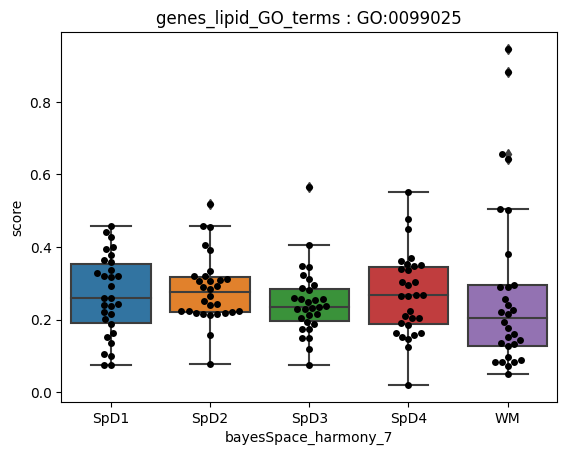 genes_lipid_GO_terms : GO:0099025
score
0.8
0.6
0.4
0.2
0.0
SpD1 SpD2 SpD3 SpD4 WM
bayesSpace_harmony_7